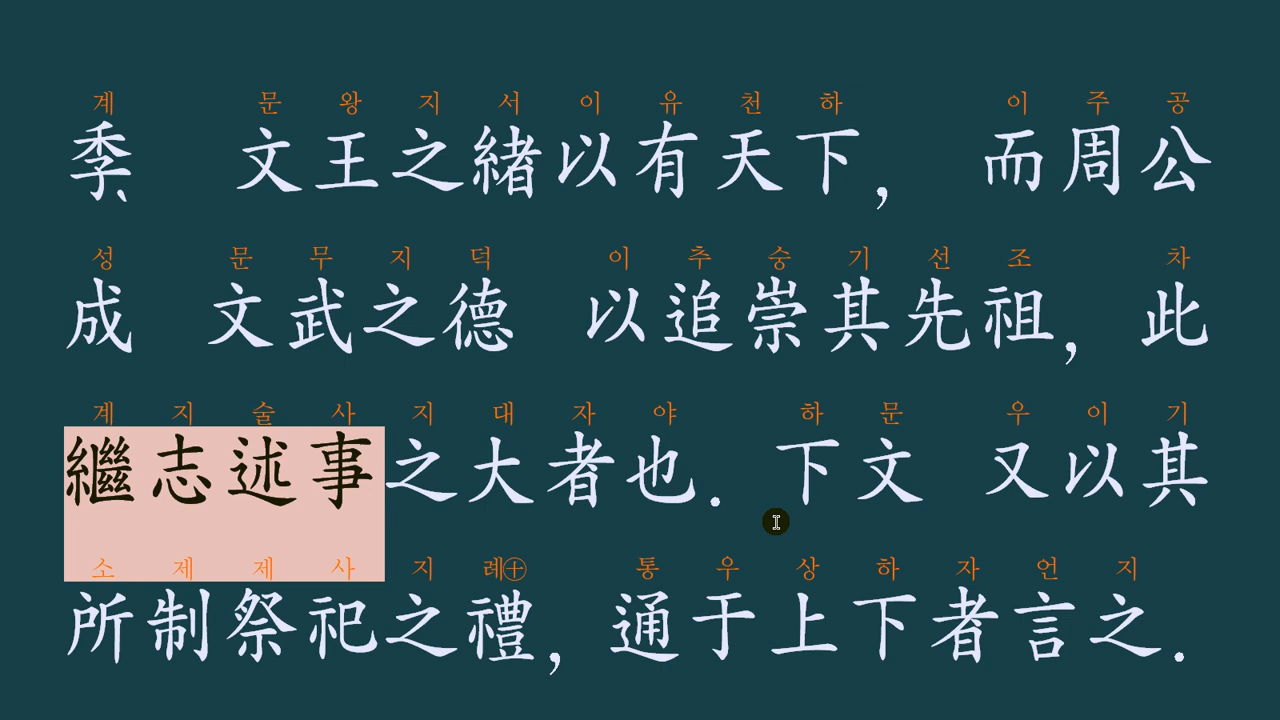 계 문 왕 지 서 이 유 천 하 이 주 공
季、 文王之緖以有天下, 而周公
성 문 무 지 덕 이 추 숭 기 선 조 차
成 文武之德 以追崇其先祖, 此
계 지 술 사 지 대 자 야 하 문 우 이 기
繼志述事之大者也. 下文 又以其
소 제 제 사 지 례㊉ 통 우 상 하 자 언 지
所制祭祀之禮, 通于上下者言之.